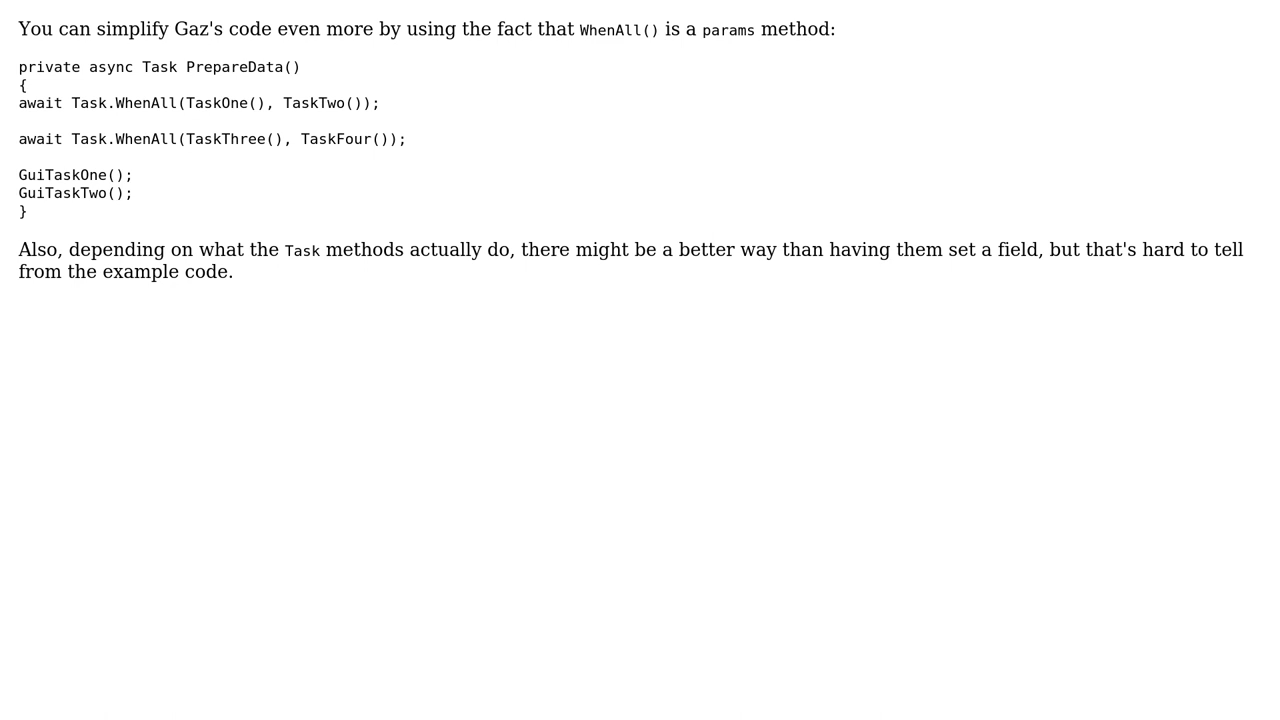 You can simplify Gaz's code even more by using the fact that WhenAll() is a params method:
private async Task PrepareData()
{
await Task.WhenAll(TaskOne(), TaskTwo());
await Task.WhenAll(TaskThree(), TaskFour());
GuiTaskOne();
GuiTaskTwo();
}
Also, depending on what the Task methods actually do, there might be a better way than having them set a field, but that's hard to tell
from the example code.